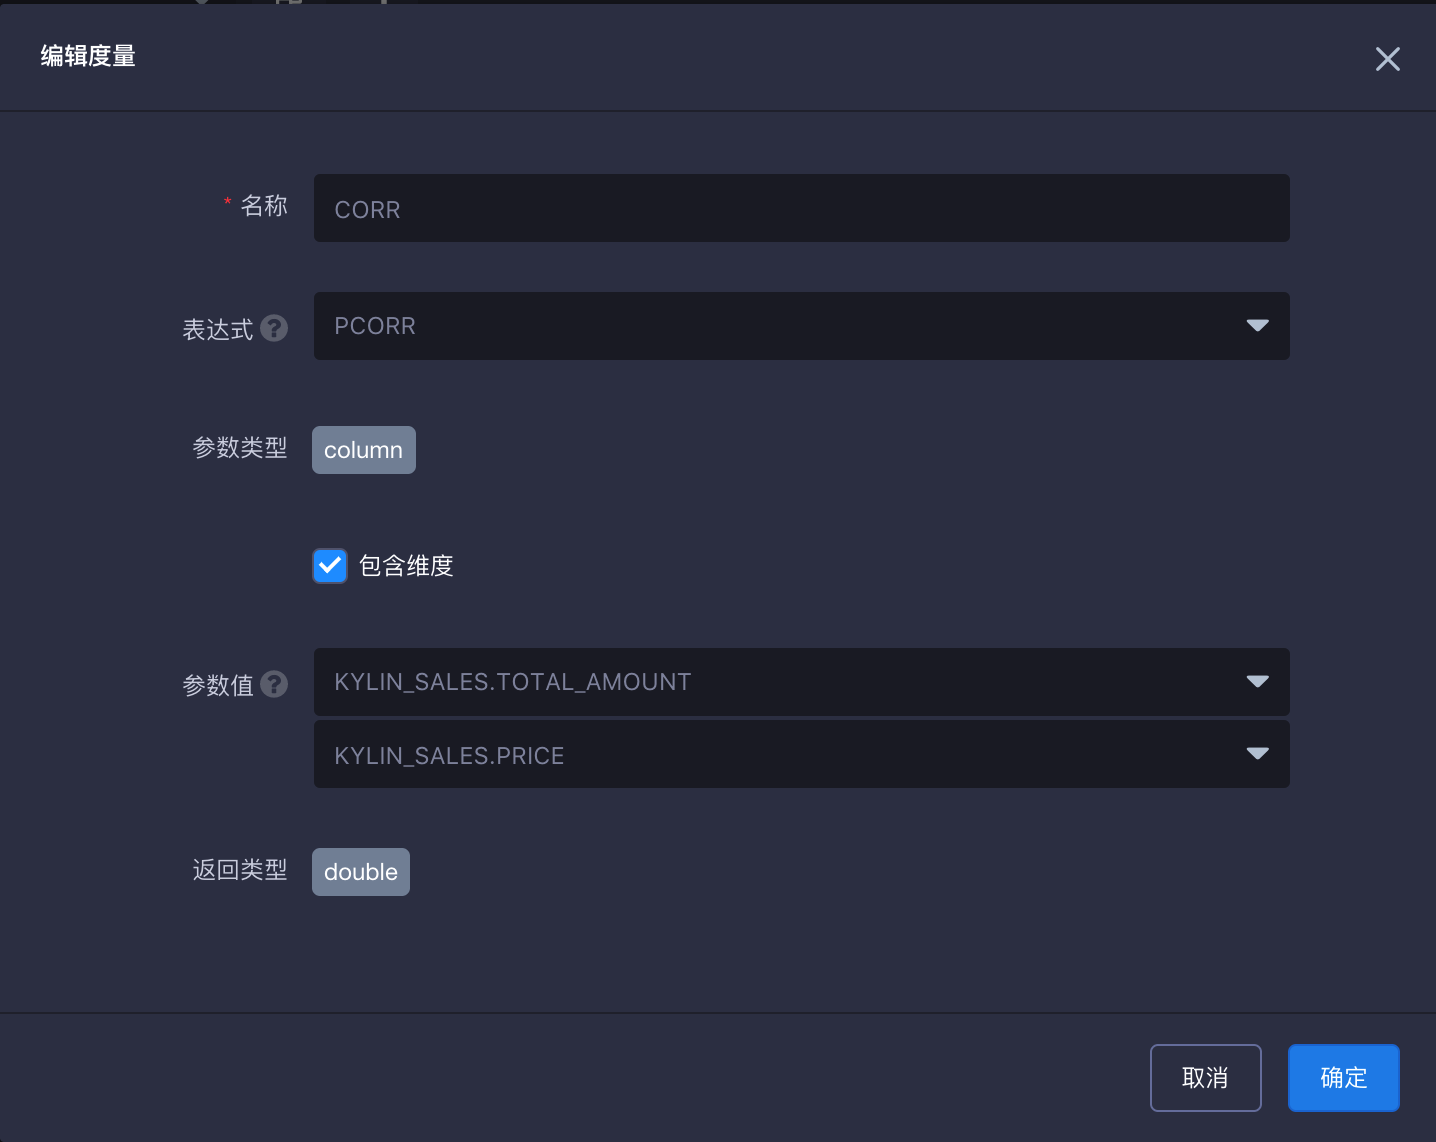 编辑度量
* 名称 CORR
表达式 ? PCORR
参数类型 column
包含维度
参数值 ? KYLIN_SALES.TOTAL_AMOUNT
KYLIN_SALES.PRICE
返回类型 double
取消 确定